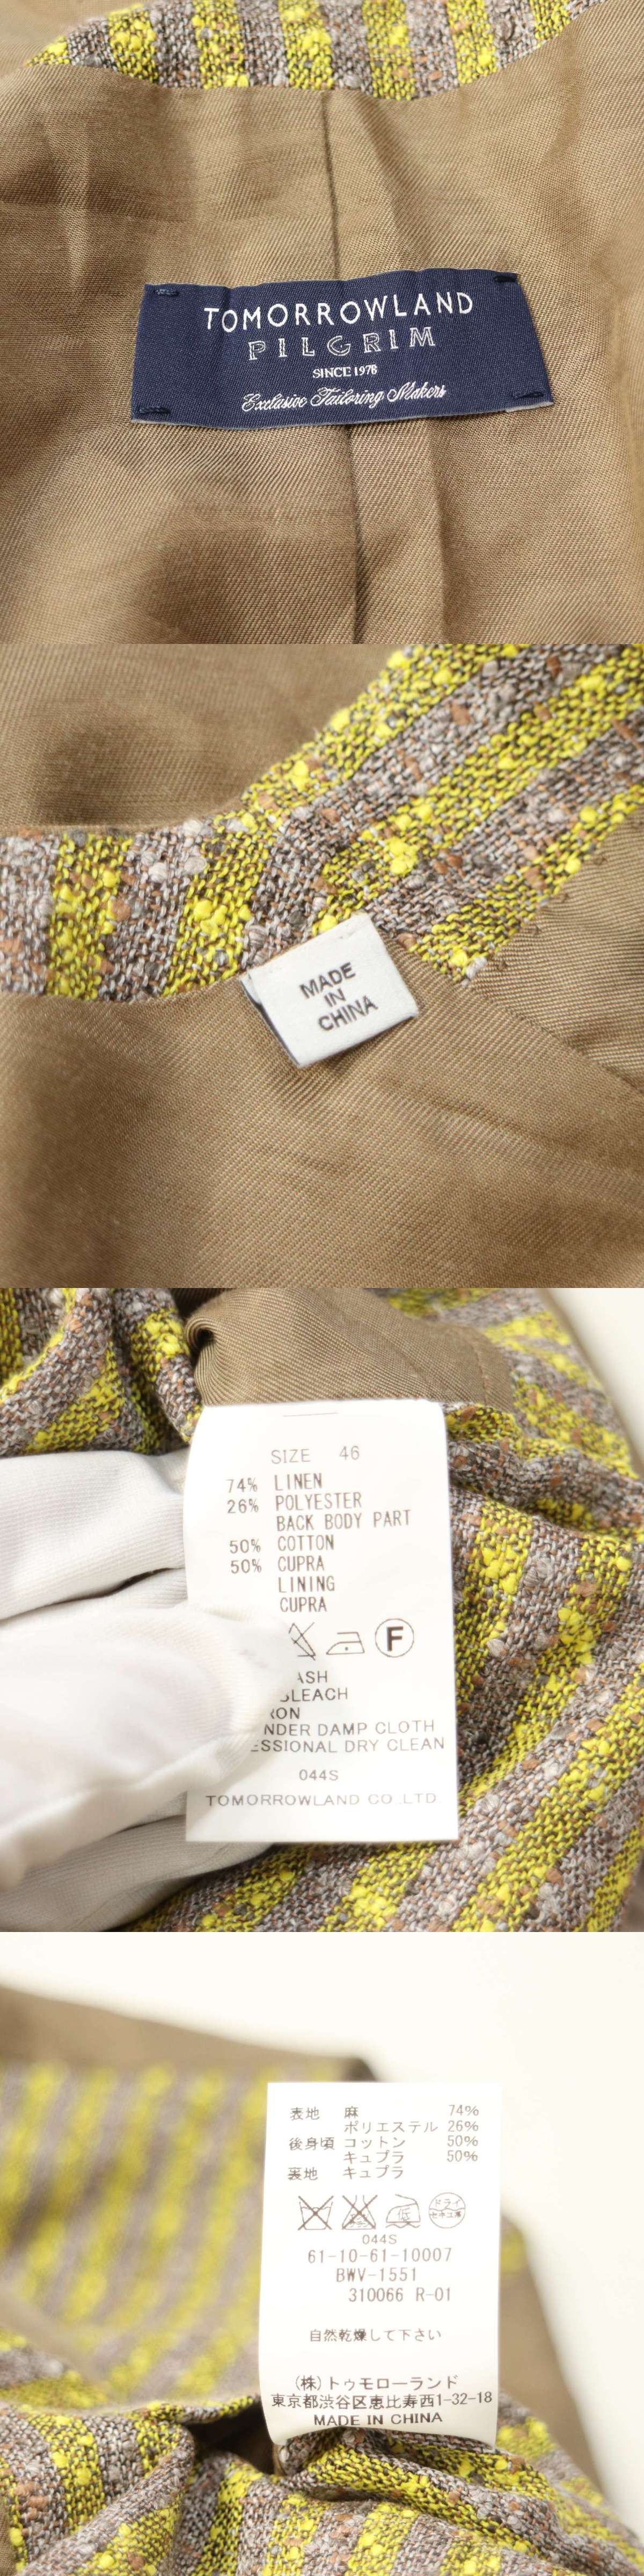 TOMORROWLAND
PILGRIM
SINCE 1978
Exclusive Tailoring Makers
MADE
IN
CHINA
SIZE 46
74% LINEN
26% POLYESTER
BACK BODY PART
50% COTTON
50% CUPRA
LINING
CUPRA
F
ASH
BLEACH
RON
NDER DAMP CLOTH
ESSIONAL DRY CLEAN
044S
TOMORROWLAND CO.,LTD
表地 麻 74%
ポリエステル 26%
後身頃 コットン 50%
キュプラ 50%
裏地 キュプラ
低 ドライ
セキユ系
044S
61-10-61-10007
BWV-1551
310066 R-01
自然乾燥して下さい
(株)トゥモローランド
東京都渋谷区恵比寿西1-32-18
MADE IN CHINA